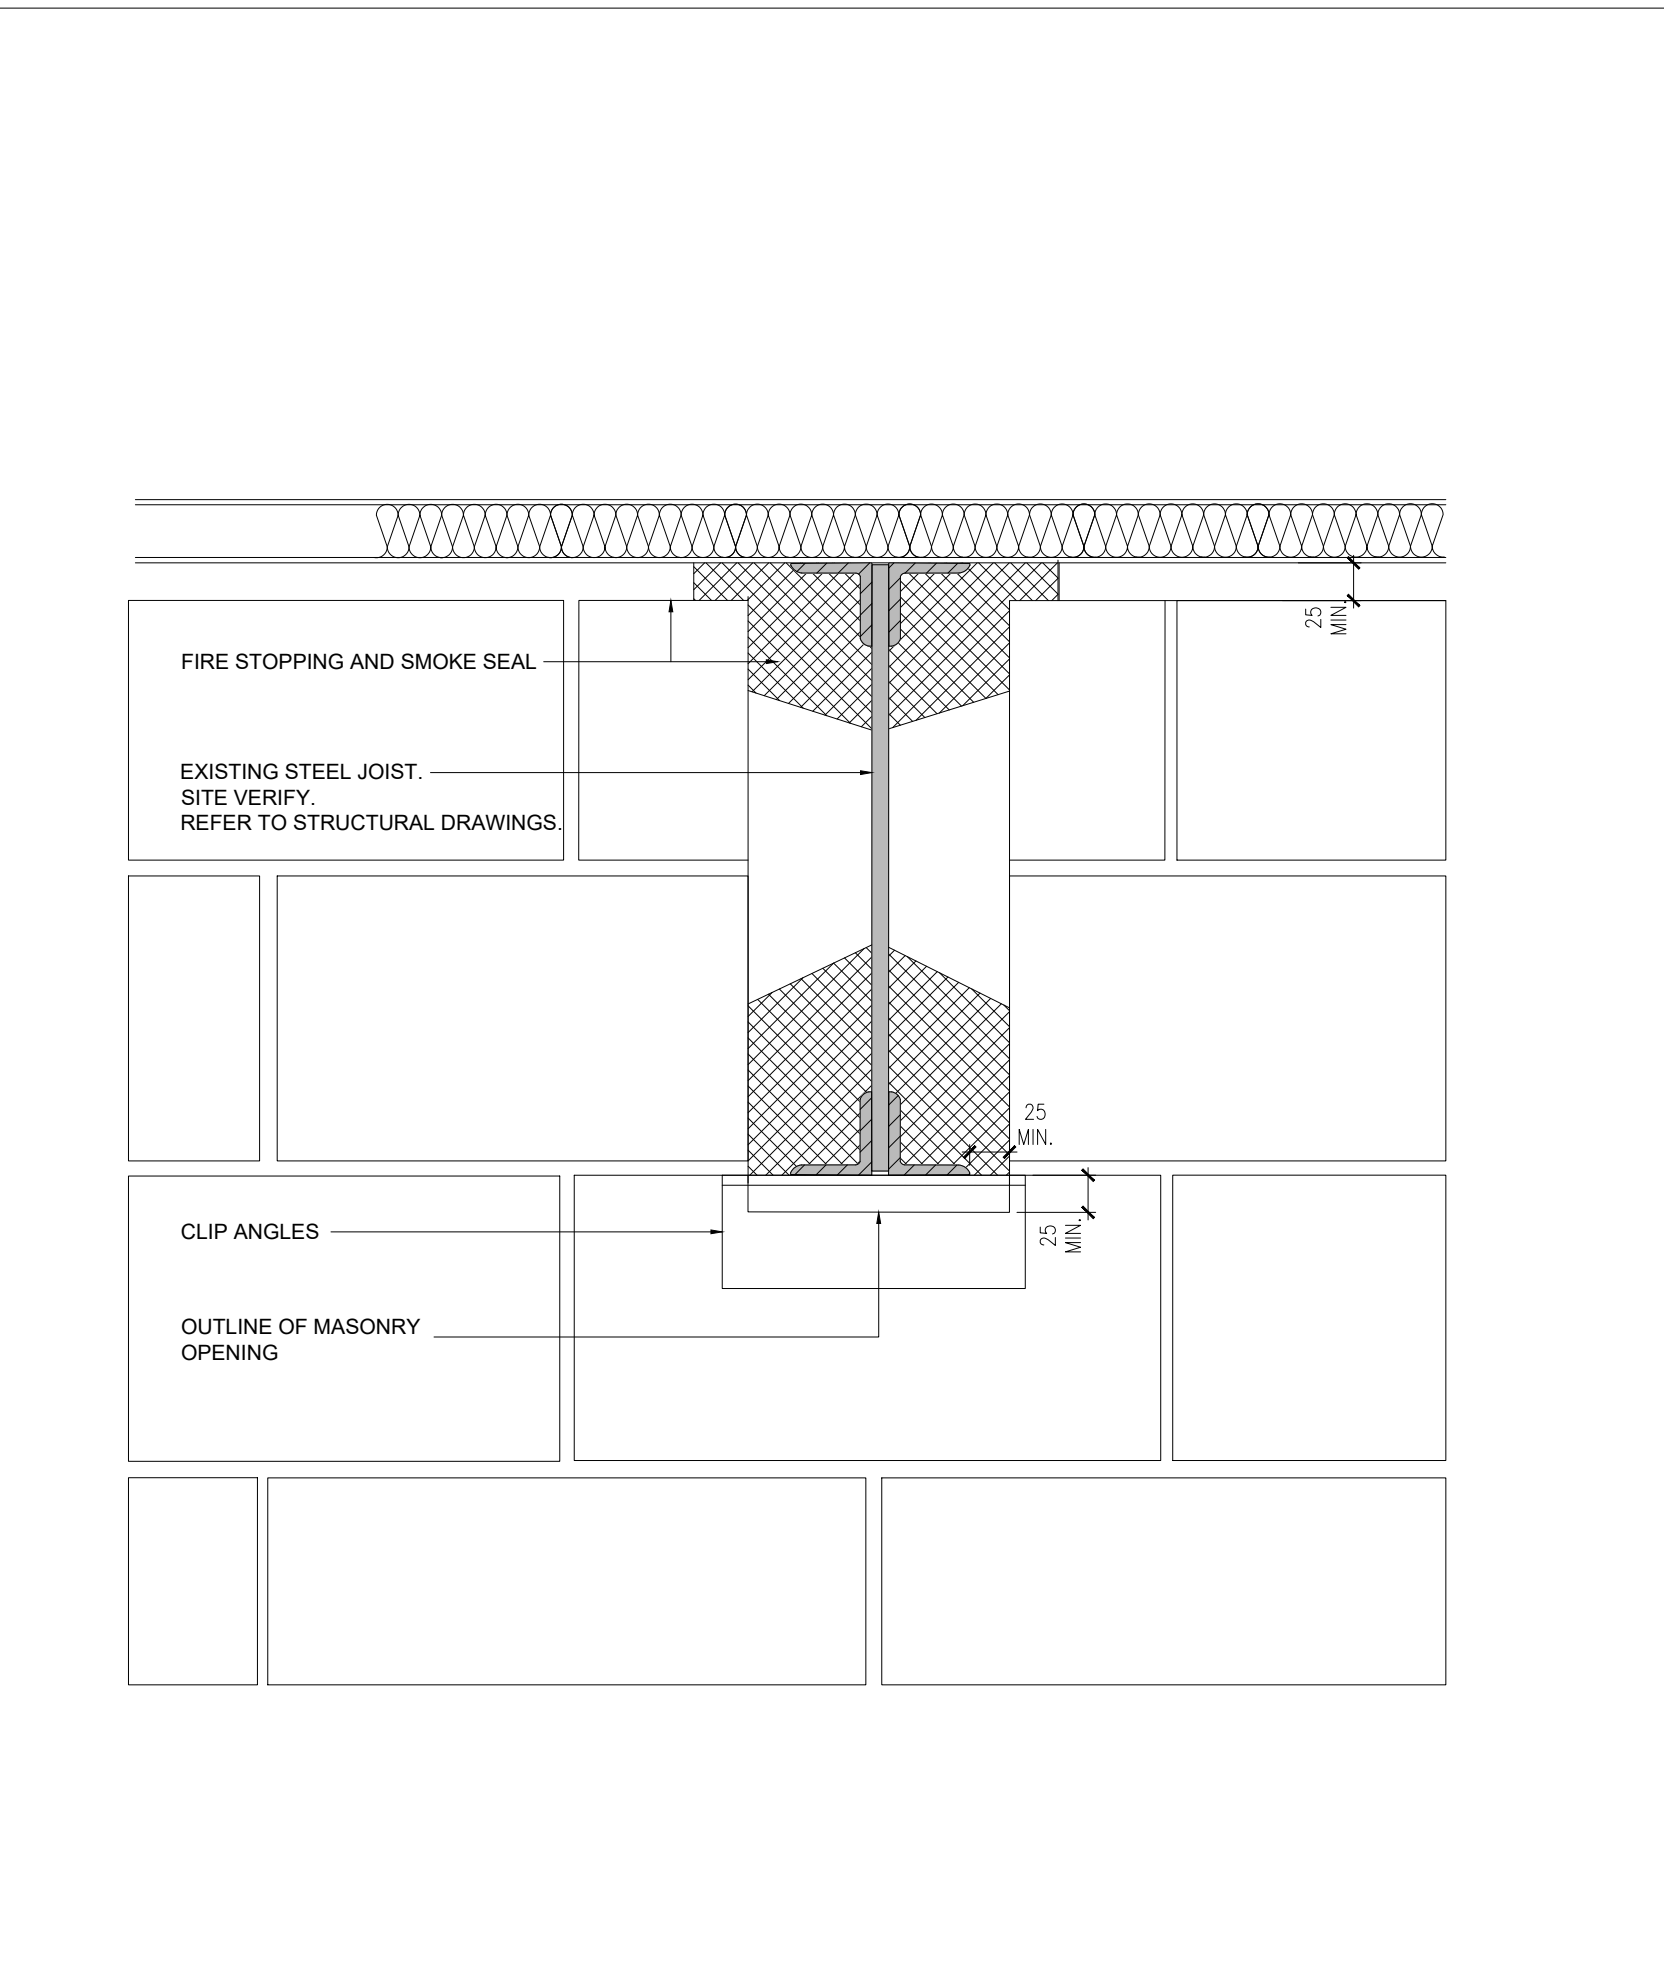 25
MIN.
FIRE STOPPING AND SMOKE SEAL
EXISTING STEEL JOIST.
SITE VERIFY.
REFER TO STRUCTURAL DRAWINGS.
25
MIN.
CLIP ANGLES
25
MIN.
OUTLINE OF MASONRY
OPENING